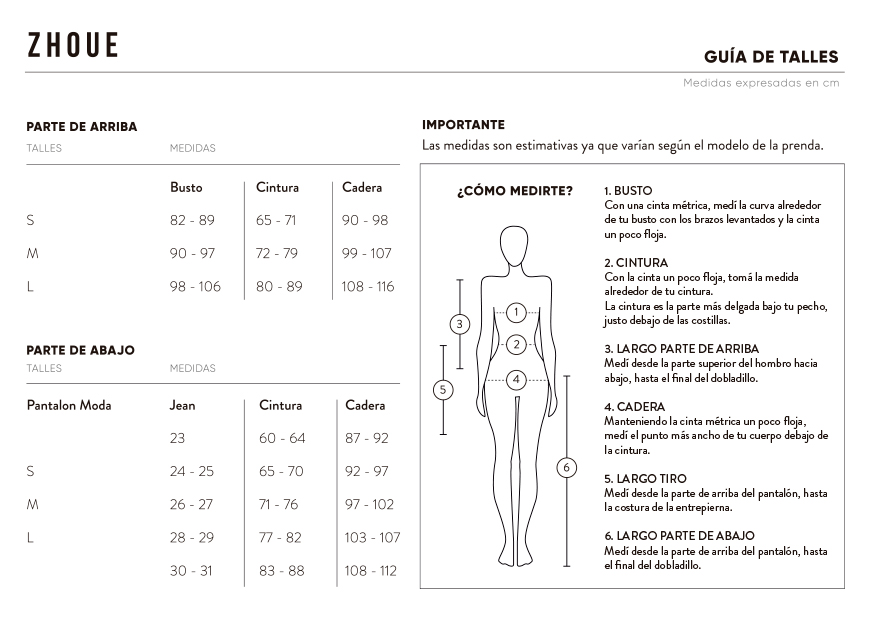 ZHOUE
GUÍA DE TALLES
Medidas expresadas en cm
PARTE DE ARRIBA
TALLES MEDIDAS
Busto Cintura Cadera
S 82 - 89 65 - 71 90 - 98
M 90 - 97 72 - 79 99 - 107
L 98 - 106 80 - 89 108 - 116
PARTE DE ABAJO
TALLES MEDIDAS
Pantalon Moda Jean Cintura Cadera
23 60 - 64 87 - 92
S 24 - 25 65 - 70 92 - 97
M 26 - 27 71 - 76 97 - 102
L 28 - 29 77 - 82 103 - 107
30 - 31 83 - 88 108 - 112
IMPORTANTE
Las medidas son estimativas ya que varían según el modelo de la prenda.
¿CÓMO MEDIRTE?
1
3
2
4
5
6
1. BUSTO
Con una cinta métrica, medí la curva alrededor
de tu busto con los brazos levantados y la cinta
un poco floja.
2. CINTURA
Con la cinta un poco floja, tomá la medida
alrededor de tu cintura.
La cintura es la parte más delgada bajo tu pecho,
justo debajo de las costillas.
3. LARGO PARTE DE ARRIBA
Medí desde la parte superior del hombro hacia
abajo, hasta el final del dobladillo.
4. CADERA
Manteniendo la cinta métrica un poco floja,
medí el punto más ancho de tu cuerpo debajo de
la cintura.
5. LARGO TIRO
Medí desde la parte de arriba del pantalón, hasta
la costura de la entrepierna.
6. LARGO PARTE DE ABAJO
Medí desde la parte de arriba del pantalón, hasta
el final del dobladillo.